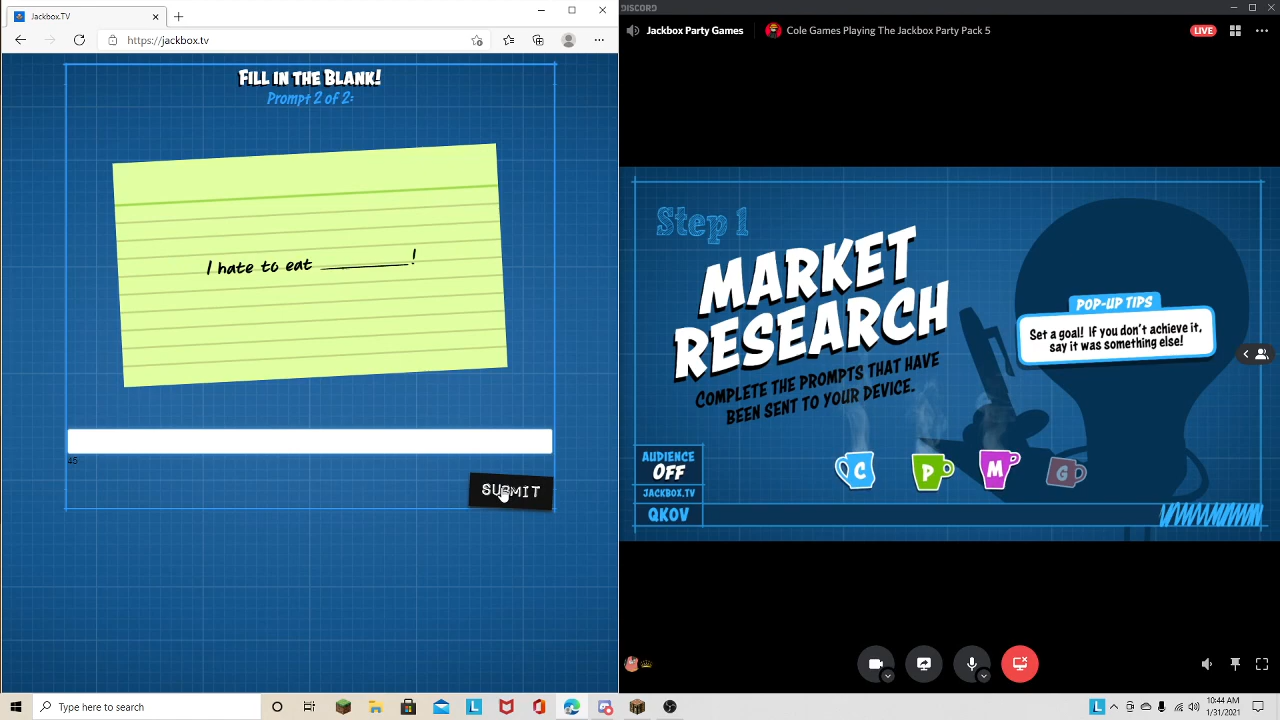 Jackbox.TV
https://jackbox.tv
FILL IN THE BLANK!
Prompt 2 of 2:
I hate to eat ________!
45
SUBMIT
DISCORD
Jackbox Party Games
Cole Games Playing The Jackbox Party Pack 5
LIVE
Step 1
MARKET
RESEARCH
COMPLETE THE PROMPTS THAT HAVE
BEEN SENT TO YOUR DEVICE.
POP-UP TIPS
Set a goal! If you don't achieve it,
say it was something else!
C
P
M
G
AUDIENCE
OFF
JACKBOX.TV
QKOV
Type here to search
L
L
10:44 AM
1/31/2021